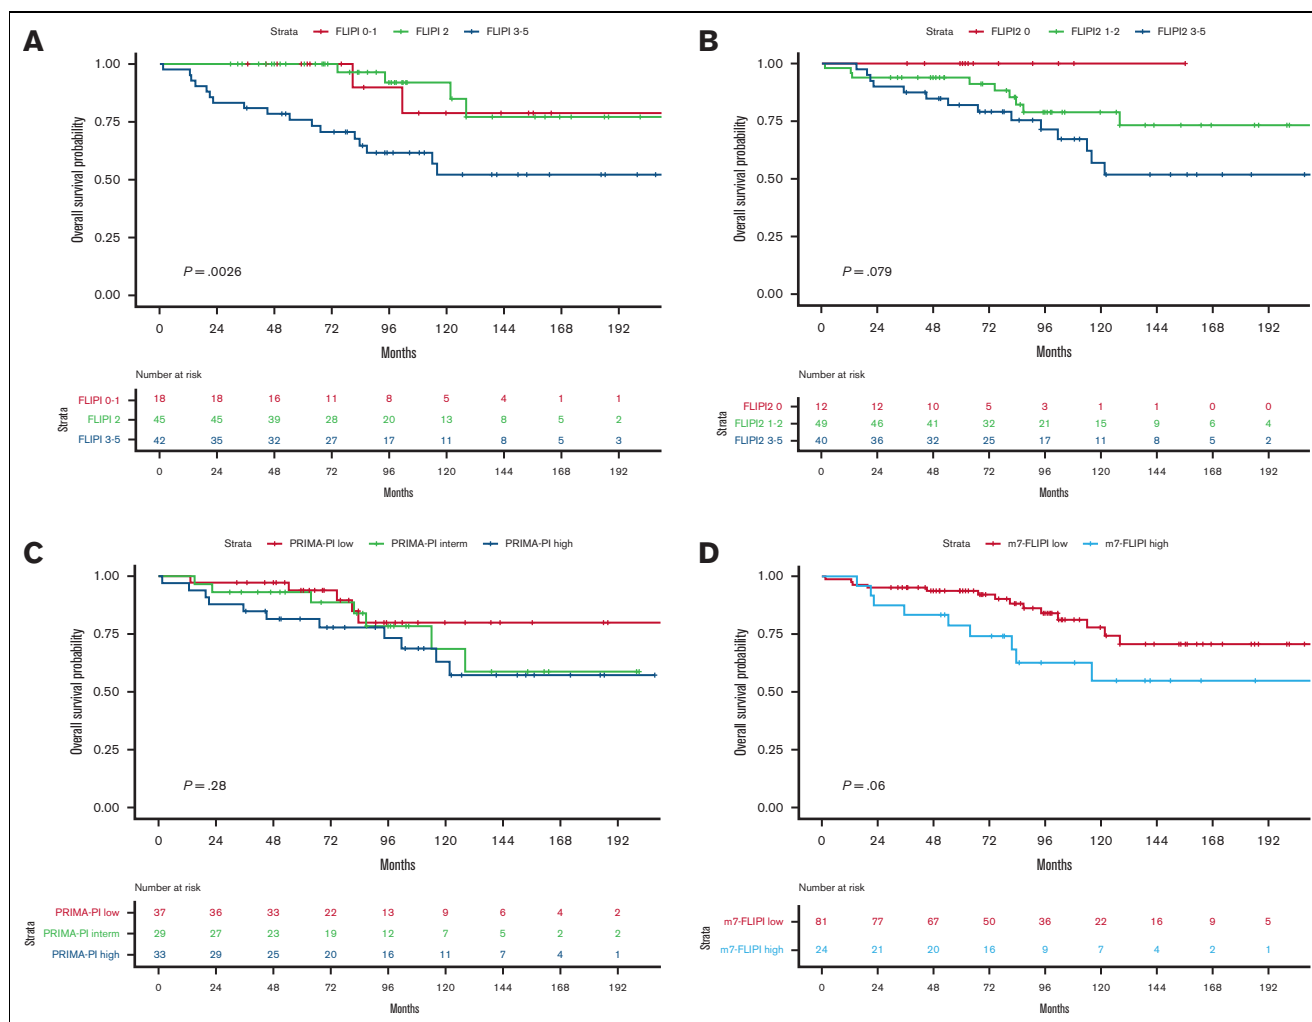 A
Strata FLIPI 0-1 FLIPI 2 FLIPI 3-5
Overall survival probability
1.00
0.75
0.50
0.25
0.00
P = .0026
0 24 48 72 96 120 144 168 192
Months
Number at risk
Strata
FLIPI 0-1 18 18 16 11 8 5 4 1 1
FLIPI 2 45 45 39 28 20 13 8 5 2
FLIPI 3-5 42 35 32 27 17 11 8 5 3
0 24 48 72 96 120 144 168 192
Months
B
Strata FLIPI2 0 FLIPI2 1-2 FLIPI2 3-5
Overall survival probability
1.00
0.75
0.50
0.25
0.00
P = .079
0 24 48 72 96 120 144 168 192
Months
Number at risk
Strata
FLIPI2 0 12 12 10 5 3 1 1 0 0
FLIPI2 1-2 49 46 41 32 21 15 9 6 4
FLIPI2 3-5 40 36 32 25 17 11 8 5 2
0 24 48 72 96 120 144 168 192
Months
C
Strata PRIMA-PI low PRIMA-PI interm PRIMA-PI high
Overall survival probability
1.00
0.75
0.50
0.25
0.00
P = .28
0 24 48 72 96 120 144 168 192
Months
Number at risk
Strata
PRIMA-PI low 37 36 33 22 13 9 6 4 2
PRIMA-PI interm 29 27 23 19 12 7 5 2 2
PRIMA-PI high 33 29 25 20 16 11 7 4 1
0 24 48 72 96 120 144 168 192
Months
D
Strata m7-FLIPI low m7-FLIPI high
Overall survival probability
1.00
0.75
0.50
0.25
0.00
P = .06
0 24 48 72 96 120 144 168 192
Months
Number at risk
Strata
m7-FLIPI low 81 77 67 50 36 22 16 9 5
m7-FLIPI high 24 21 20 16 9 7 4 2 1
0 24 48 72 96 120 144 168 192
Months